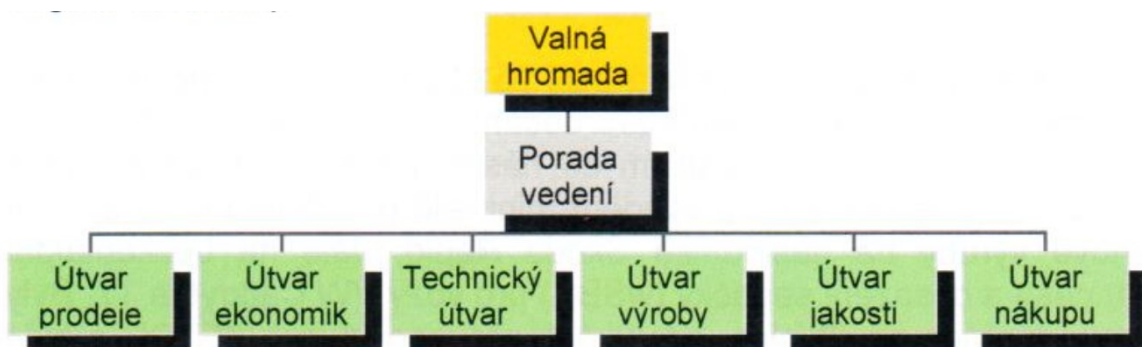 Valná
hromada
Porada
vedení
Útvar
prodeje
Útvar
ekonomik
Technický
útvar
Útvar
výroby
Útvar
jakosti
Útvar
nákupu